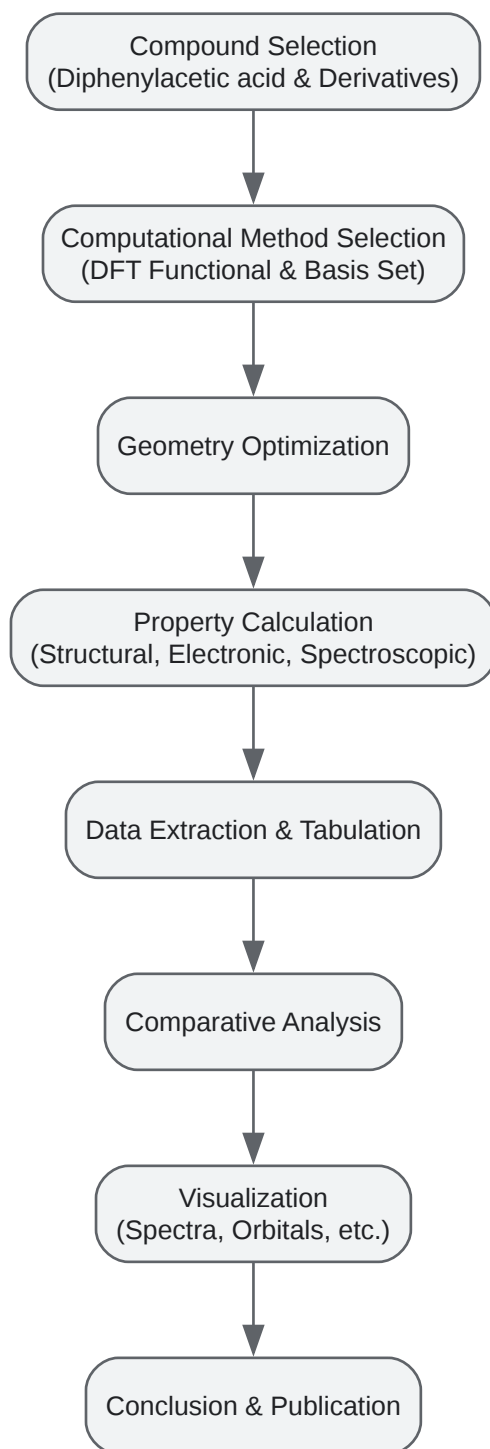 Compound Selection
(Diphenylacetic acid & Derivatives)
Computational Method Selection
(DFT Functional & Basis Set)
Geometry Optimization
Property Calculation
(Structural, Electronic, Spectroscopic)
Data Extraction & Tabulation
Comparative Analysis
Visualization
(Spectra, Orbitals, etc.)
Conclusion & Publication